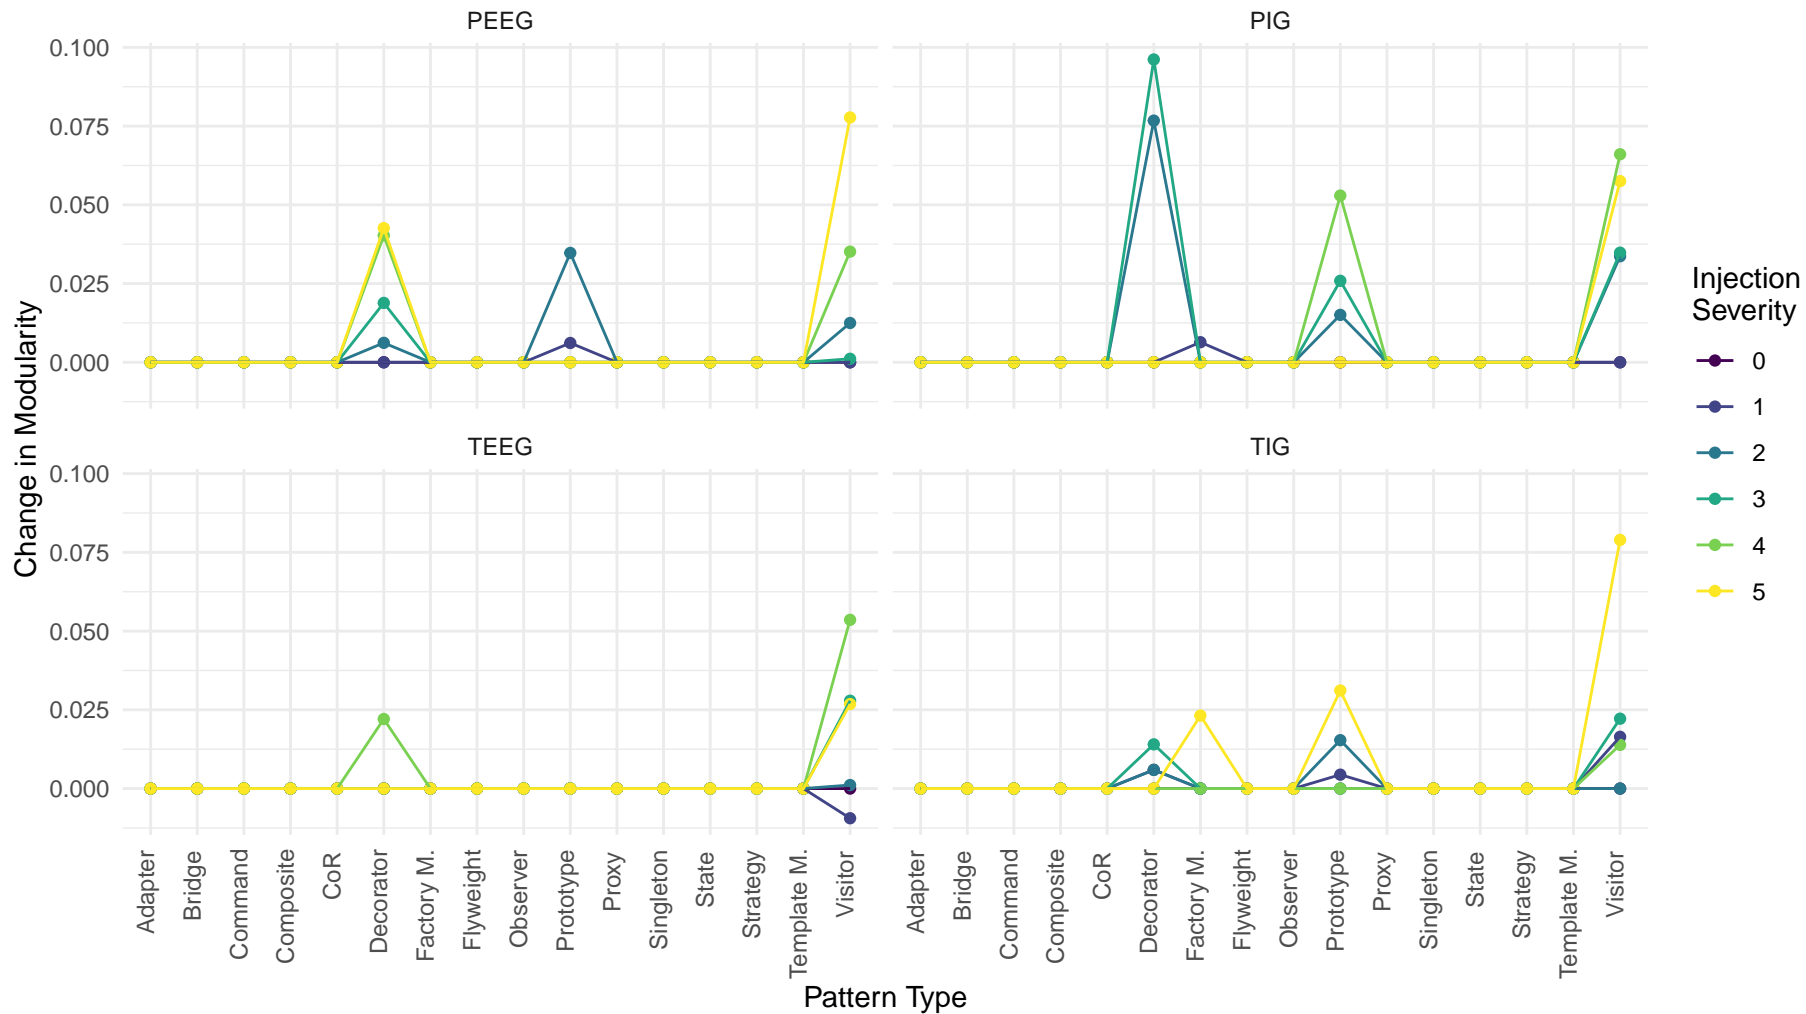 PEEG
PIG
0.100
0.075
0.050
0.025
0.000
TEEG
TIG
0.100
0.075
0.050
0.025
0.000
Change in Modularity
Adapter
Bridge
Command
Composite
CoR
Decorator
Factory M.
Flyweight
Observer
Prototype
Proxy
Singleton
State
Strategy
Template M.
Visitor
Adapter
Bridge
Command
Composite
CoR
Decorator
Factory M.
Flyweight
Observer
Prototype
Proxy
Singleton
State
Strategy
Template M.
Visitor
Pattern Type
Injection
Severity
0
1
2
3
4
5